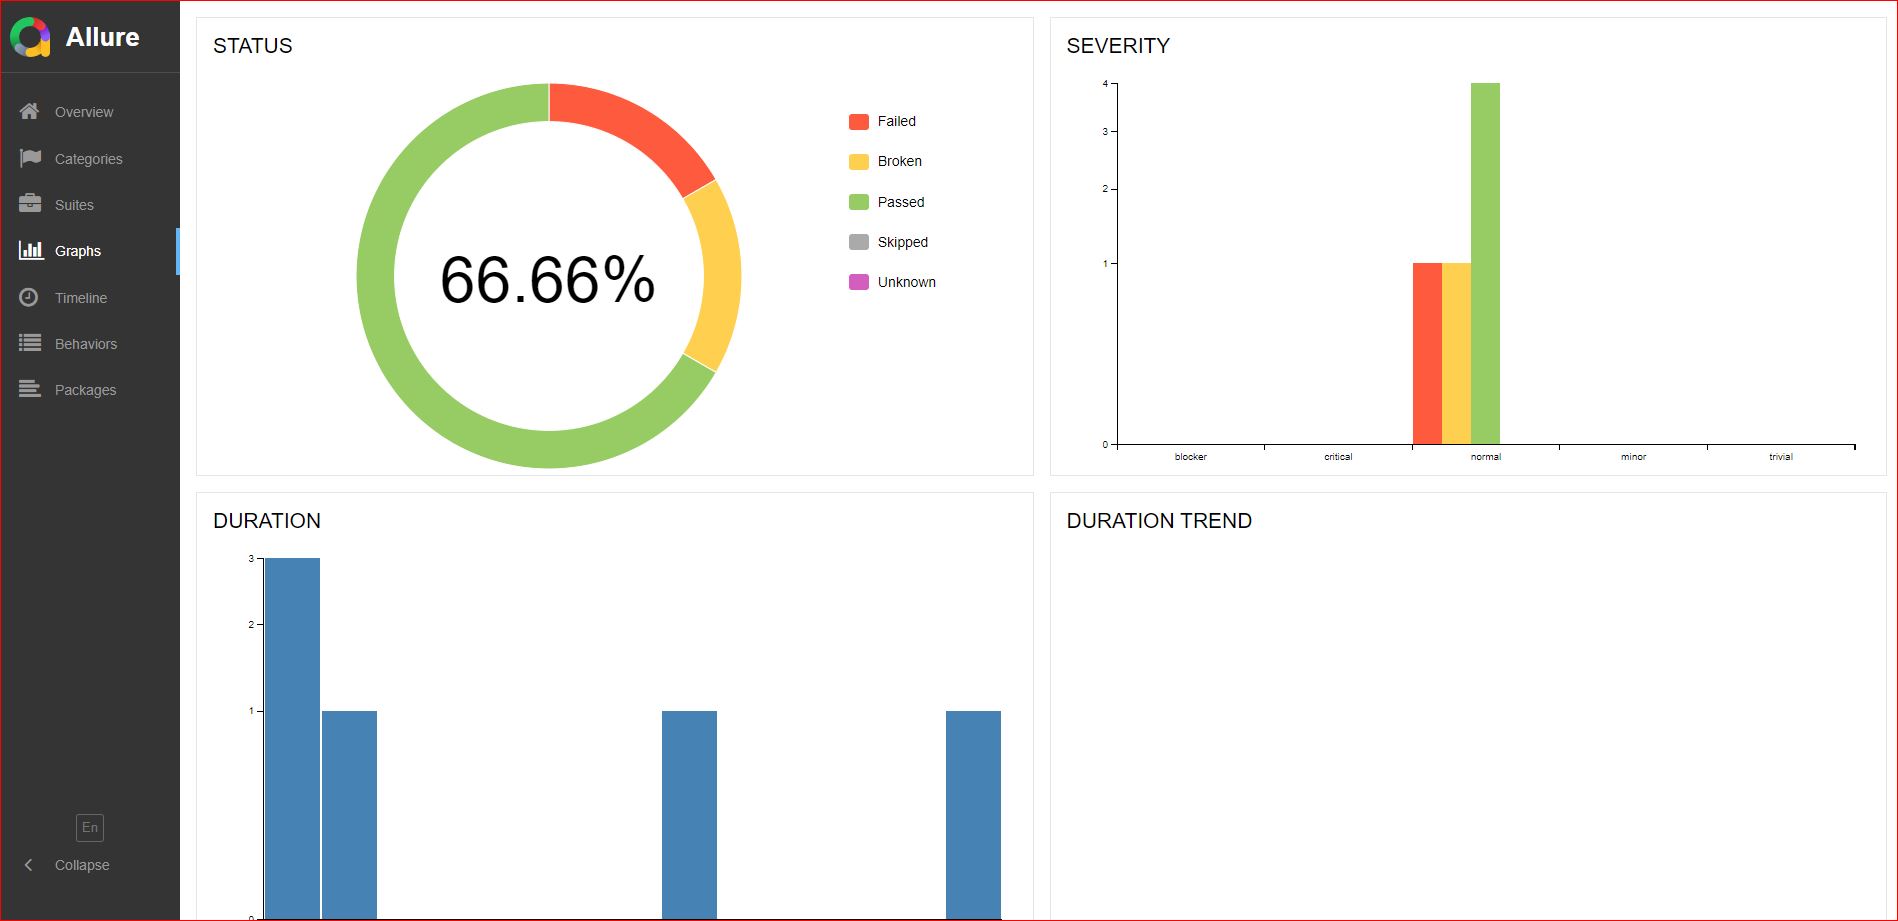 Allure
Overview
Categories
Suites
Graphs
Timeline
Behaviors
Packages
En
Collapse
STATUS
66.66%
Failed
Broken
Passed
Skipped
Unknown
SEVERITY
4
3
2
1
0
blocker critical normal minor trivial
DURATION
3
2
1
0
DURATION TREND